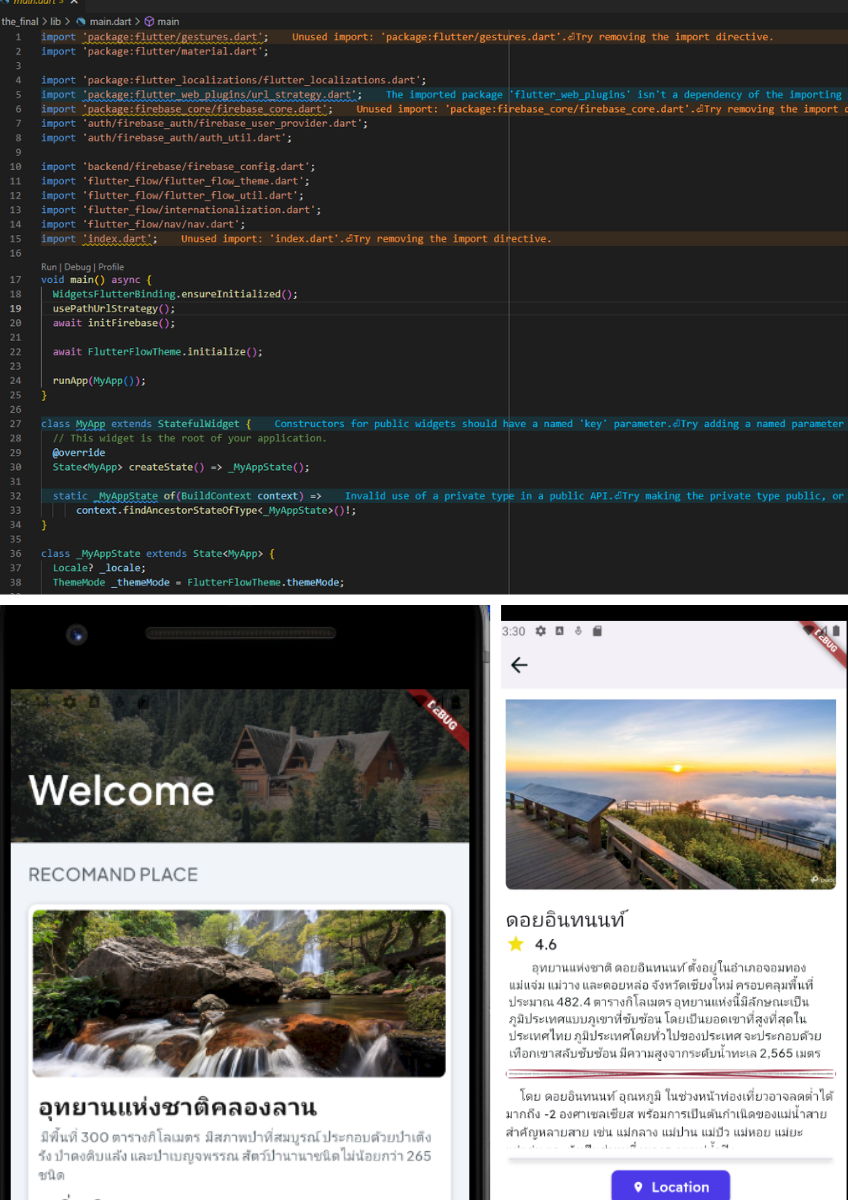 main.dart 3 ×
the_final > lib > main.dart > main
1 import 'package:flutter/gestures.dart'; Unused import: 'package:flutter/gestures.dart'.⏎Try removing the import directive.
2 import 'package:flutter/material.dart';
3
4 import 'package:flutter_localizations/flutter_localizations.dart';
5 import 'package:flutter_web_plugins/url_strategy.dart'; The imported package 'flutter_web_plugins' isn't a dependency of the importing
6 import 'package:firebase_core/firebase_core.dart'; Unused import: 'package:firebase_core/firebase_core.dart'.⏎Try removing the import
7 import 'auth/firebase_auth/firebase_user_provider.dart';
8 import 'auth/firebase_auth/auth_util.dart';
9
10 import 'backend/firebase/firebase_config.dart';
11 import 'flutter_flow/flutter_flow_theme.dart';
12 import 'flutter_flow/flutter_flow_util.dart';
13 import 'flutter_flow/internationalization.dart';
14 import 'flutter_flow/nav/nav.dart';
15 import 'index.dart'; Unused import: 'index.dart'.⏎Try removing the import directive.
16
Run | Debug | Profile
17 void main() async {
18 WidgetsFlutterBinding.ensureInitialized();
19 usePathUrlStrategy();
20 await initFirebase();
21
22 await FlutterFlowTheme.initialize();
23
24 runApp(MyApp());
25 }
26
27 class MyApp extends StatefulWidget { Constructors for public widgets should have a named 'key' parameter.⏎Try adding a named parameter
28 // This widget is the root of your application.
29 @override
30 State<MyApp> createState() => _MyAppState();
31
32 static _MyAppState of(BuildContext context) => Invalid use of a private type in a public API.⏎Try making the private type public, or
33 context.findAncestorStateOfType<_MyAppState>()!;
34 }
35
36 class _MyAppState extends State<MyApp> {
37 Locale? _locale;
38 ThemeMode _themeMode = FlutterFlowTheme.themeMode;
DEBUG
Welcome
RECOMAND PLACE
อุทยานแห่งชาติคลองลาน
มีพื้นที่ 300 ตารางกิโลเมตร มีสภาพป่าที่สมบูรณ์ ประกอบด้วยป่าเต็ง
รัง ป่าดงดิบแล้ง และป่าเบญจพรรณ สัตว์ป่านานาชนิดไม่น้อยกว่า 265
ชนิด
3:30
DEBUG
ดอยอินทนนท์
4.6
อุทยานแห่งชาติ ดอยอินทนนท์ ตั้งอยู่ในอำเภอจอมทอง
แม่แจ่ม แม่วาง และดอยหล่อ จังหวัดเชียงใหม่ ครอบคลุมพื้นที่
ประมาณ 482.4 ตารางกิโลเมตร อุทยานแห่งนี้มีลักษณะเป็น
ภูมิประเทศแบบภูเขาที่ซับซ้อน โดยเป็นยอดเขาที่สูงที่สุดใน
ประเทศไทย ภูมิประเทศโดยทั่วไปของประเทศ จะประกอบด้วย
เทือกเขาสลับซับซ้อน มีความสูงจากระดับน้ำทะเล 2,565 เมตร
โดย ดอยอินทนนท์ อุณหภูมิ ในช่วงหน้าท่องเที่ยวอาจลดต่ำได้
มากถึง -2 องศาเซลเซียส พร้อมการเป็นต้นกำเนิดของแม่น้ำสาย
สำคัญหลายสาย เช่น แม่กลาง แม่ป่าน แม่ปัว แม่หอย แม่ยะ
Location